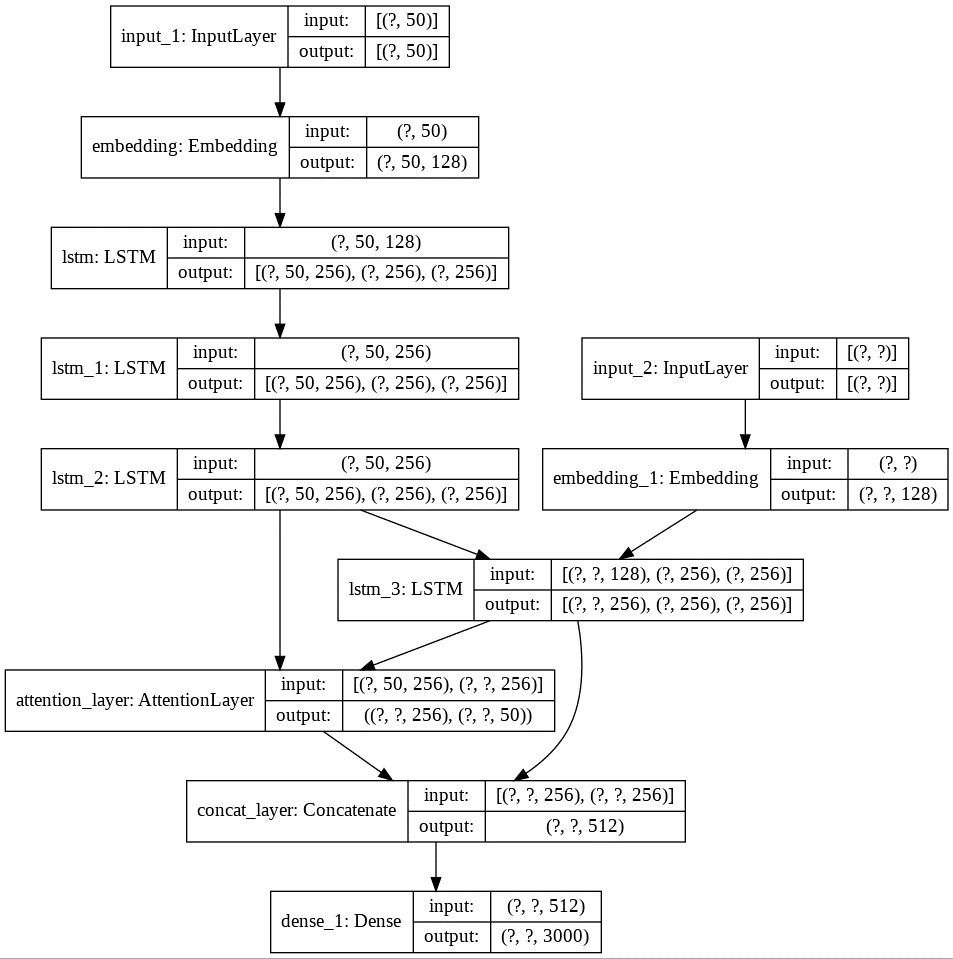 input_1: InputLayer
input:
[(?, 50)]
output:
[(?, 50)]
embedding: Embedding
input:
(?, 50)
output:
(?, 50, 128)
lstm: LSTM
input:
(?, 50, 128)
output:
[(?, 50, 256), (?, 256), (?, 256)]
lstm_1: LSTM
input:
(?, 50, 256)
output:
[(?, 50, 256), (?, 256), (?, 256)]
input_2: InputLayer
input:
[(?, ?)]
output:
[(?, ?)]
lstm_2: LSTM
input:
(?, 50, 256)
output:
[(?, 50, 256), (?, 256), (?, 256)]
embedding_1: Embedding
input:
(?, ?)
output:
(?, ?, 128)
lstm_3: LSTM
input:
[(?, ?, 128), (?, 256), (?, 256)]
output:
[(?, ?, 256), (?, 256), (?, 256)]
attention_layer: AttentionLayer
input:
[(?, 50, 256), (?, ?, 256)]
output:
((?, ?, 256), (?, ?, 50))
concat_layer: Concatenate
input:
[(?, ?, 256), (?, ?, 256)]
output:
(?, ?, 512)
dense_1: Dense
input:
(?, ?, 512)
output:
(?, ?, 3000)